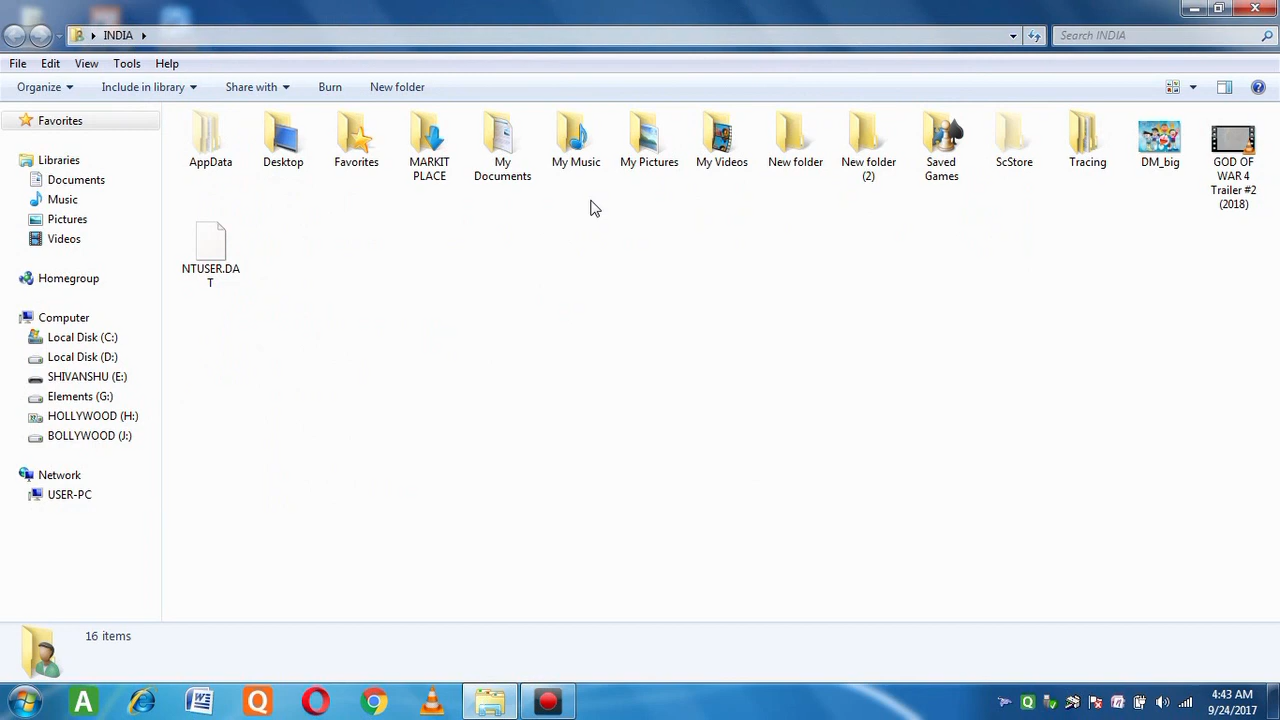 INDIA
Search INDIA
File Edit View Tools Help
Organize Include in library Share with Burn New folder
Favorites
Libraries
Documents
Music
Pictures
Videos
Homegroup
Computer
Local Disk (C:)
Local Disk (D:)
SHIVANSHU (E:)
Elements (G:)
HOLLYWOOD (H:)
BOLLYWOOD (J:)
Network
USER-PC
AppData
Desktop
Favorites
MARKIT
PLACE
My
Documents
My Music
My Pictures
My Videos
New folder
New folder
(2)
Saved
Games
ScStore
Tracing
DM_big
GOD OF
WAR 4
Trailer #2
(2018)
NTUSER.DA
T
16 items
A
W
Q
Q
4:43 AM
9/24/2017